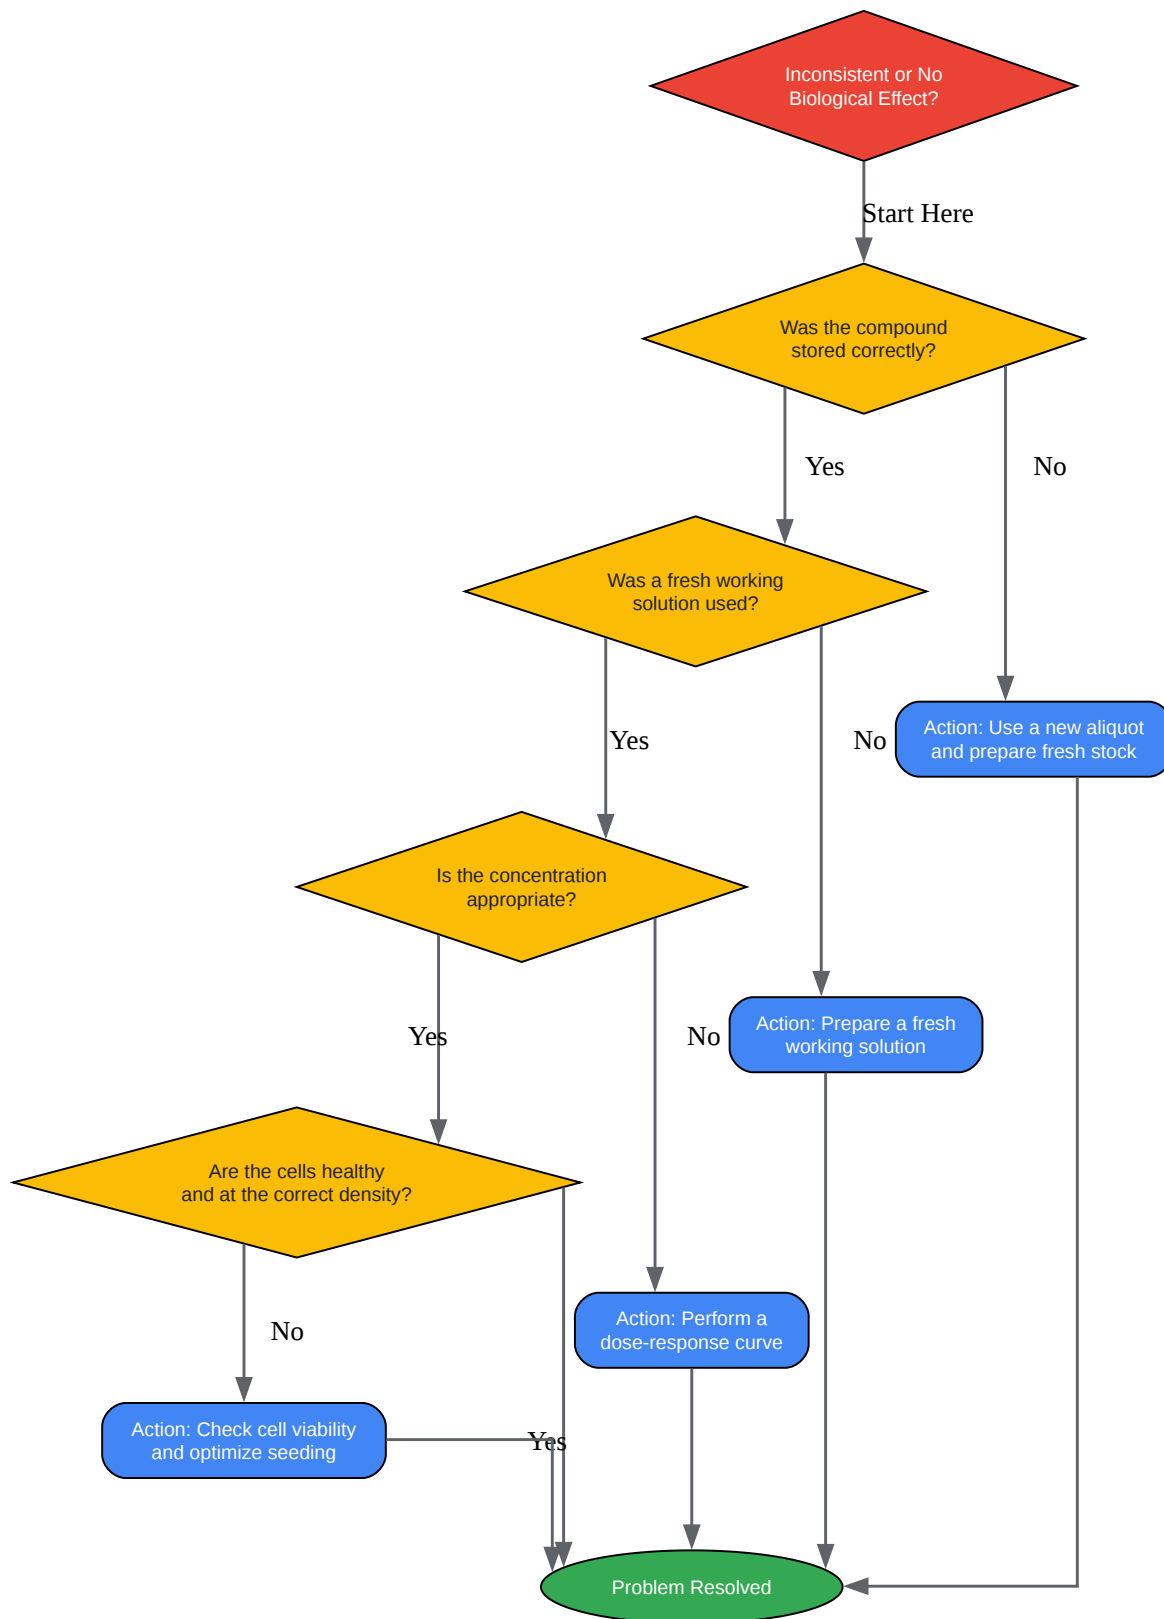 Inconsistent or No
Biological Effect?
Start Here
Was the compound
stored correctly?
Yes
No
Was a fresh working
solution used?
Yes
No
Action: Use a new aliquot
and prepare fresh stock
Is the concentration
appropriate?
Yes
No
Action: Prepare a fresh
working solution
Are the cells healthy
and at the correct density?
No
Action: Perform a
dose-response curve
Action: Check cell viability
and optimize seeding
Yes
Problem Resolved